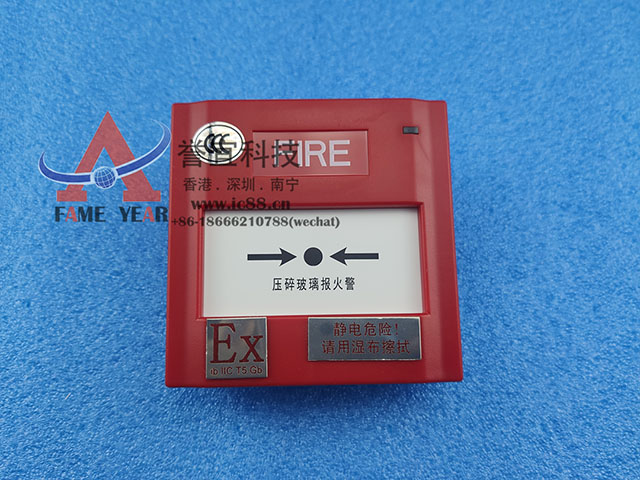 CCC
FIRE
誉宜科技
香港.深圳.南宁
www.ic88.cn
FAME YEAR
+86-18666210788(wechat)
压碎玻璃报火警
Ex
ib IIC T5 Gb
静电危险！
请用湿布擦拭